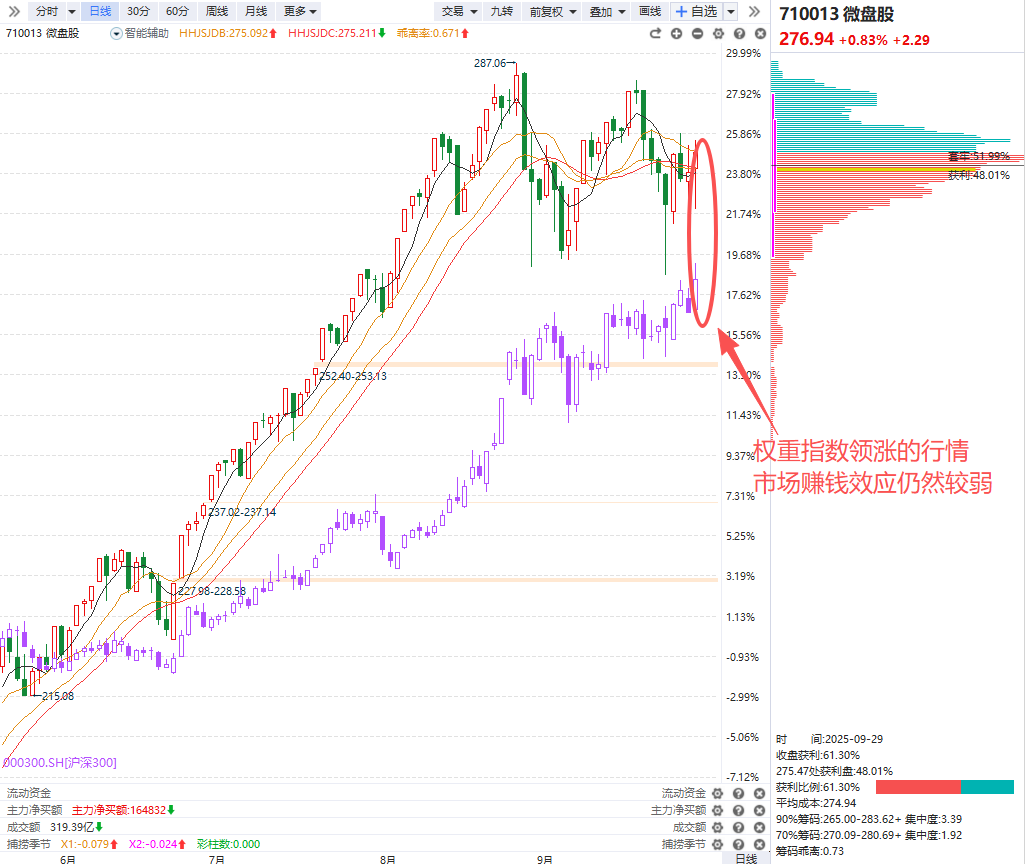 分时 日线 30分 60分 周线 月线 更多 交易 九转 前复权 叠加 画线 +自选
710013 微盘股
276.94 +0.83% +2.29
710013 微盘股 智能辅助 HHJSJDB:275.092 HHJSJDC:275.211 乖离率:0.671
29.99%
287.06
27.92%
25.86%
套牢:51.99%
23.80%
获利:48.01%
21.74%
19.68%
17.62%
15.56%
252.40-253.13
13.50%
11.43%
权重指数领涨的行情
9.37%
市场赚钱效应仍然较弱
7.31%
237.02-237.14
5.25%
3.19%
227.98-228.58
1.13%
-0.93%
215.08
-2.99%
-5.06%
000300.SH[沪深300]
-7.12%
时 间:2025-09-29
收盘获利:61.30%
275.47处获利盘:48.01%
获利比例:61.30%
平均成本:274.94
90%筹码:265.00-283.62+ 集中度:3.39
70%筹码:270.09-280.69+ 集中度:1.92
筹码乖离:0.73
流动资金 流动资金
主力净买额 主力净买额:164832 主力净买额
成交额 319.39亿 成交额
捕捞季节 X1:-0.079 X2:-0.024 彩柱数:0.000 捕捞季节
6月 7月 8月 9月 日线